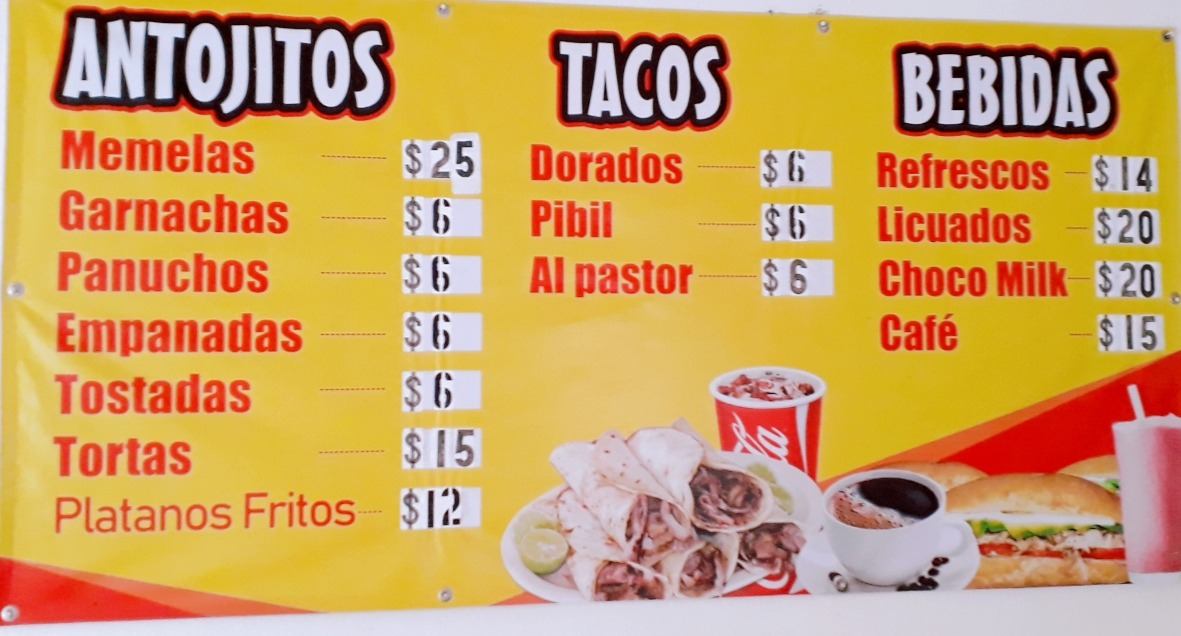 ANTOJITOS
Memelas $25
Garnachas $6
Panuchos $6
Empanadas $6
Tostadas $6
Tortas $15
Platanos Fritos $12
TACOS
Dorados $6
Pibil $6
Al pastor $6
BEBIDAS
Refrescos $14
Licuados $20
Choco Milk $20
Café $15